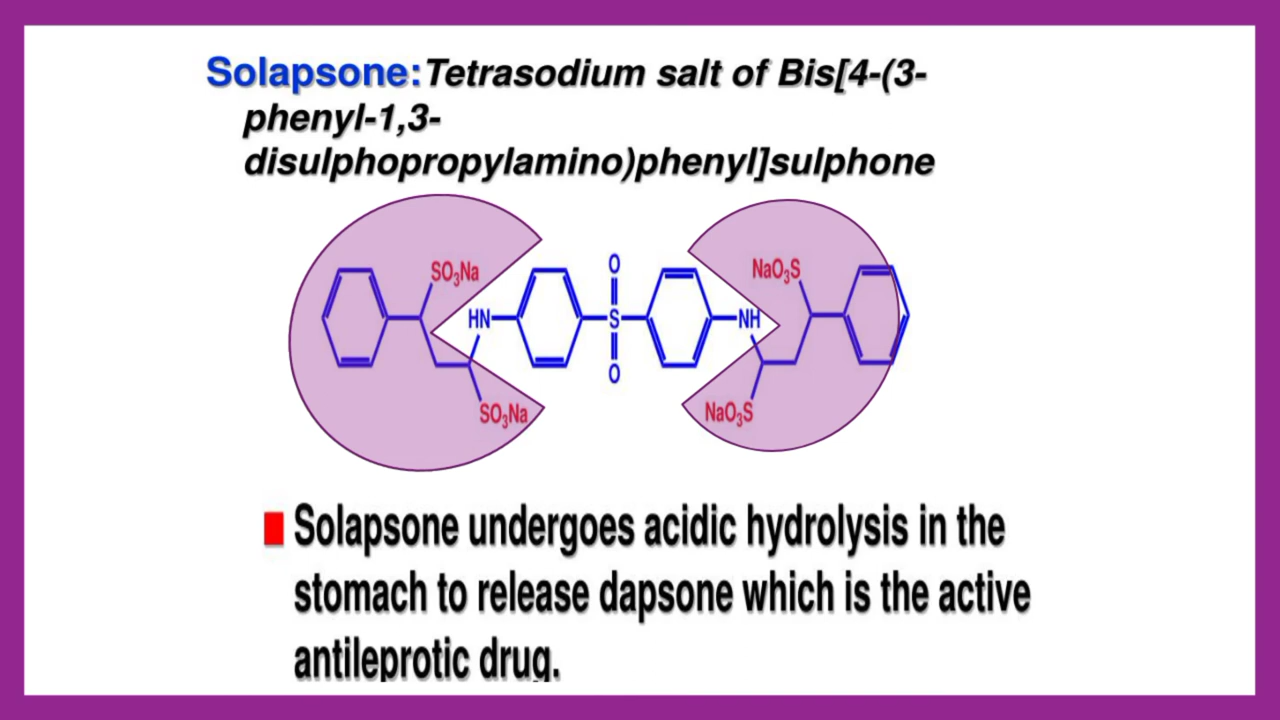 Solapsone:Tetrasodium salt of Bis[4-(3-
phenyl-1,3-
disulphopropylamino)phenyl]sulphone
SO₃Na
HN
SO₃Na
O
S
O
NH
NaO₃S
NaO₃S
Solapsone undergoes acidic hydrolysis in the
stomach to release dapsone which is the active
antileprotic drug.